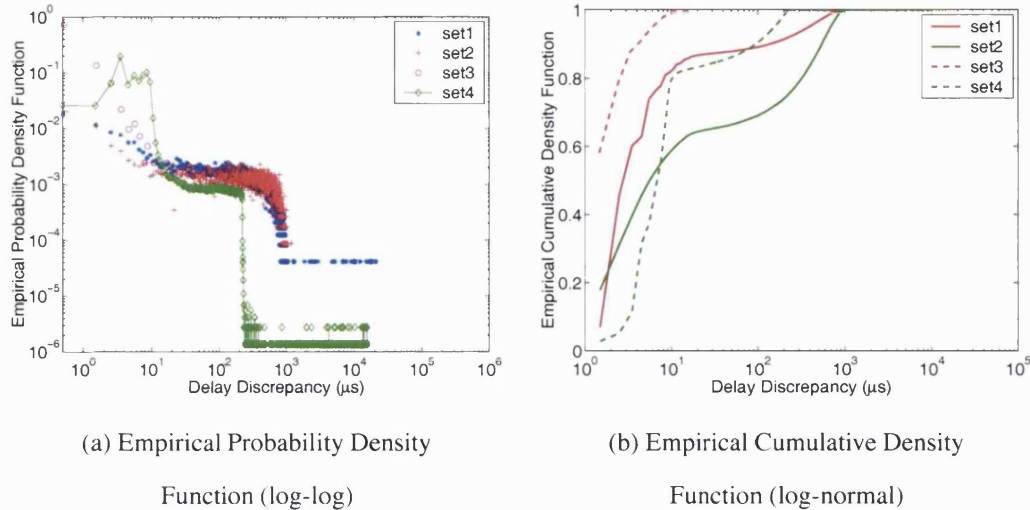 Empirical Probability Density Function
10^0
10^-1
10^-2
10^-3
10^-4
10^-5
10^-6
10^0 10^1 10^2 10^3 10^4 10^5 10^6
Delay Discrepancy (μs)
set1
set2
set3
set4
(a) Empirical Probability Density
Function (log-log)
Empirical Cumulative Density Function
1
0.8
0.6
0.4
0.2
0
10^0 10^1 10^2 10^3 10^4 10^5
Delay Discrepancy (μs)
set1
set2
set3
set4
(b) Empirical Cumulative Density
Function (log-normal)